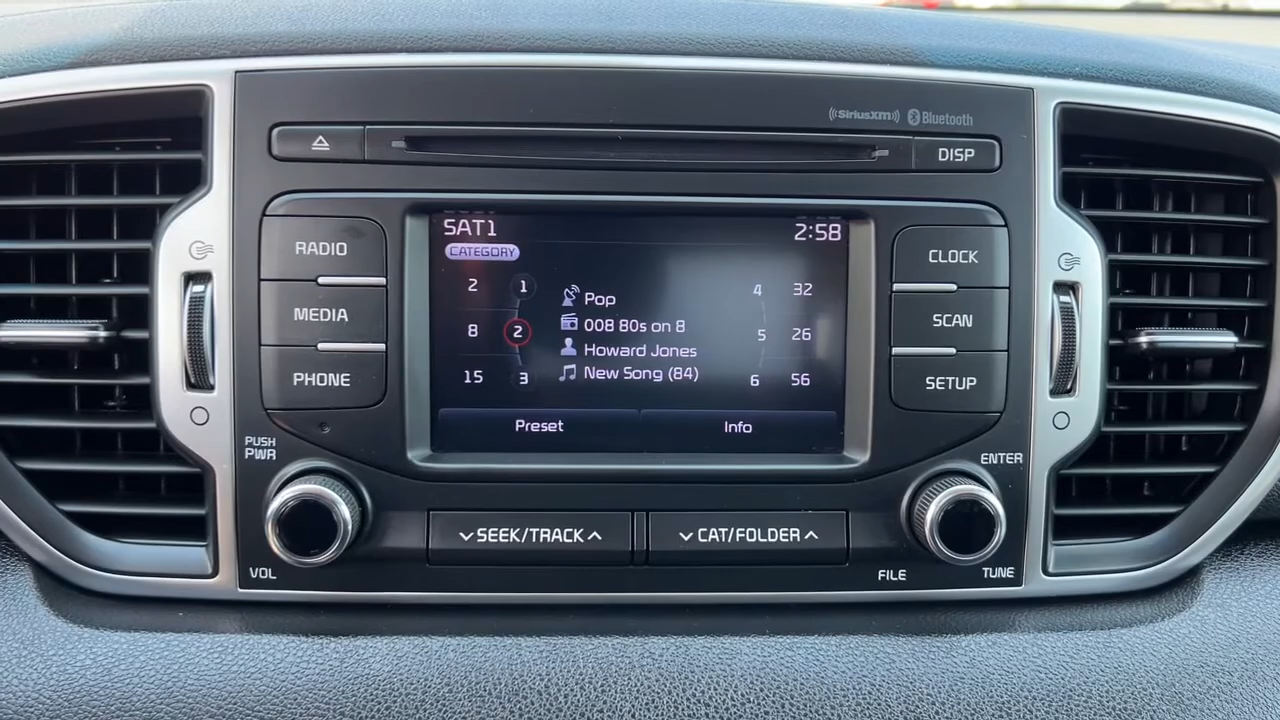 SiriusXM Bluetooth
DISP
RADIO
MEDIA
PHONE
SAT1 2:58
CATEGORY
2 1 Pop 4 32
8 2 008 80s on 8 5 26
Howard Jones
15 3 New Song (84) 6 56
Preset Info
CLOCK
SCAN
SETUP
PUSH
PWR
VOL
SEEK/TRACK
CAT/FOLDER
ENTER
FILE TUNE